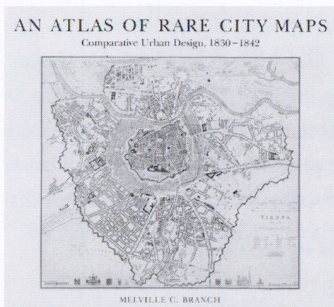 AN ATLAS OF RARE CITY MAPS
Comparative Urban Design, 1830–1842
VIENNA
MELVILLE C. BRANCH